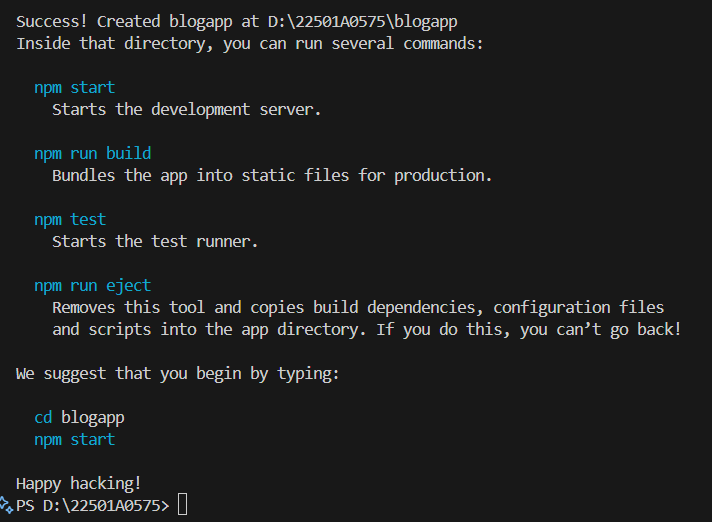 Success! Created blogapp at D:\22501A0575\blogapp
Inside that directory, you can run several commands:
npm start
Starts the development server.
npm run build
Bundles the app into static files for production.
npm test
Starts the test runner.
npm run eject
Removes this tool and copies build dependencies, configuration files
and scripts into the app directory. If you do this, you can’t go back!
We suggest that you begin by typing:
cd blogapp
npm start
Happy hacking!
PS D:\22501A0575>